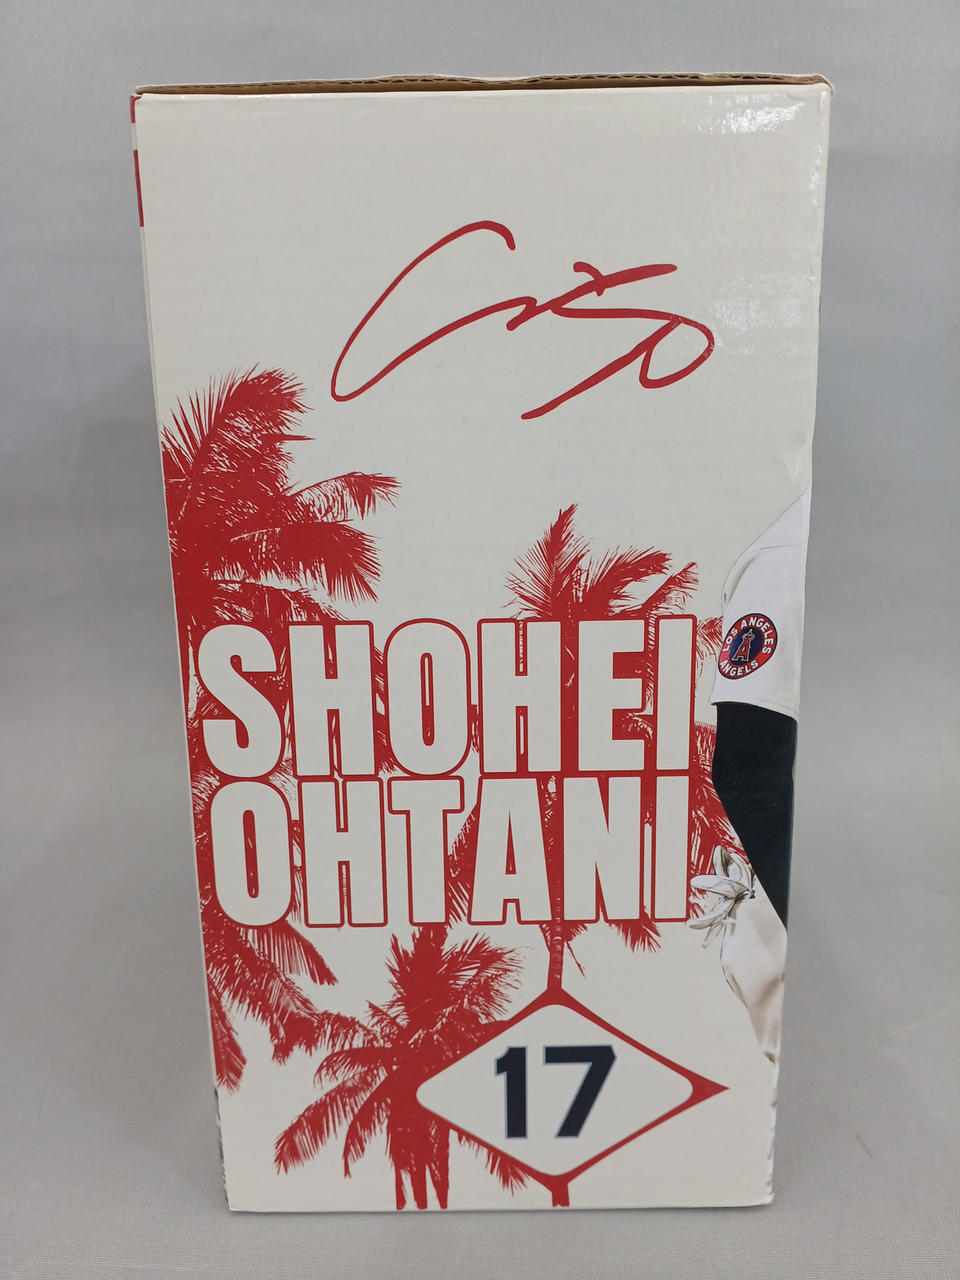 SHOHEI
LOS ANGELES
A
ANGELS
OHTANI
17